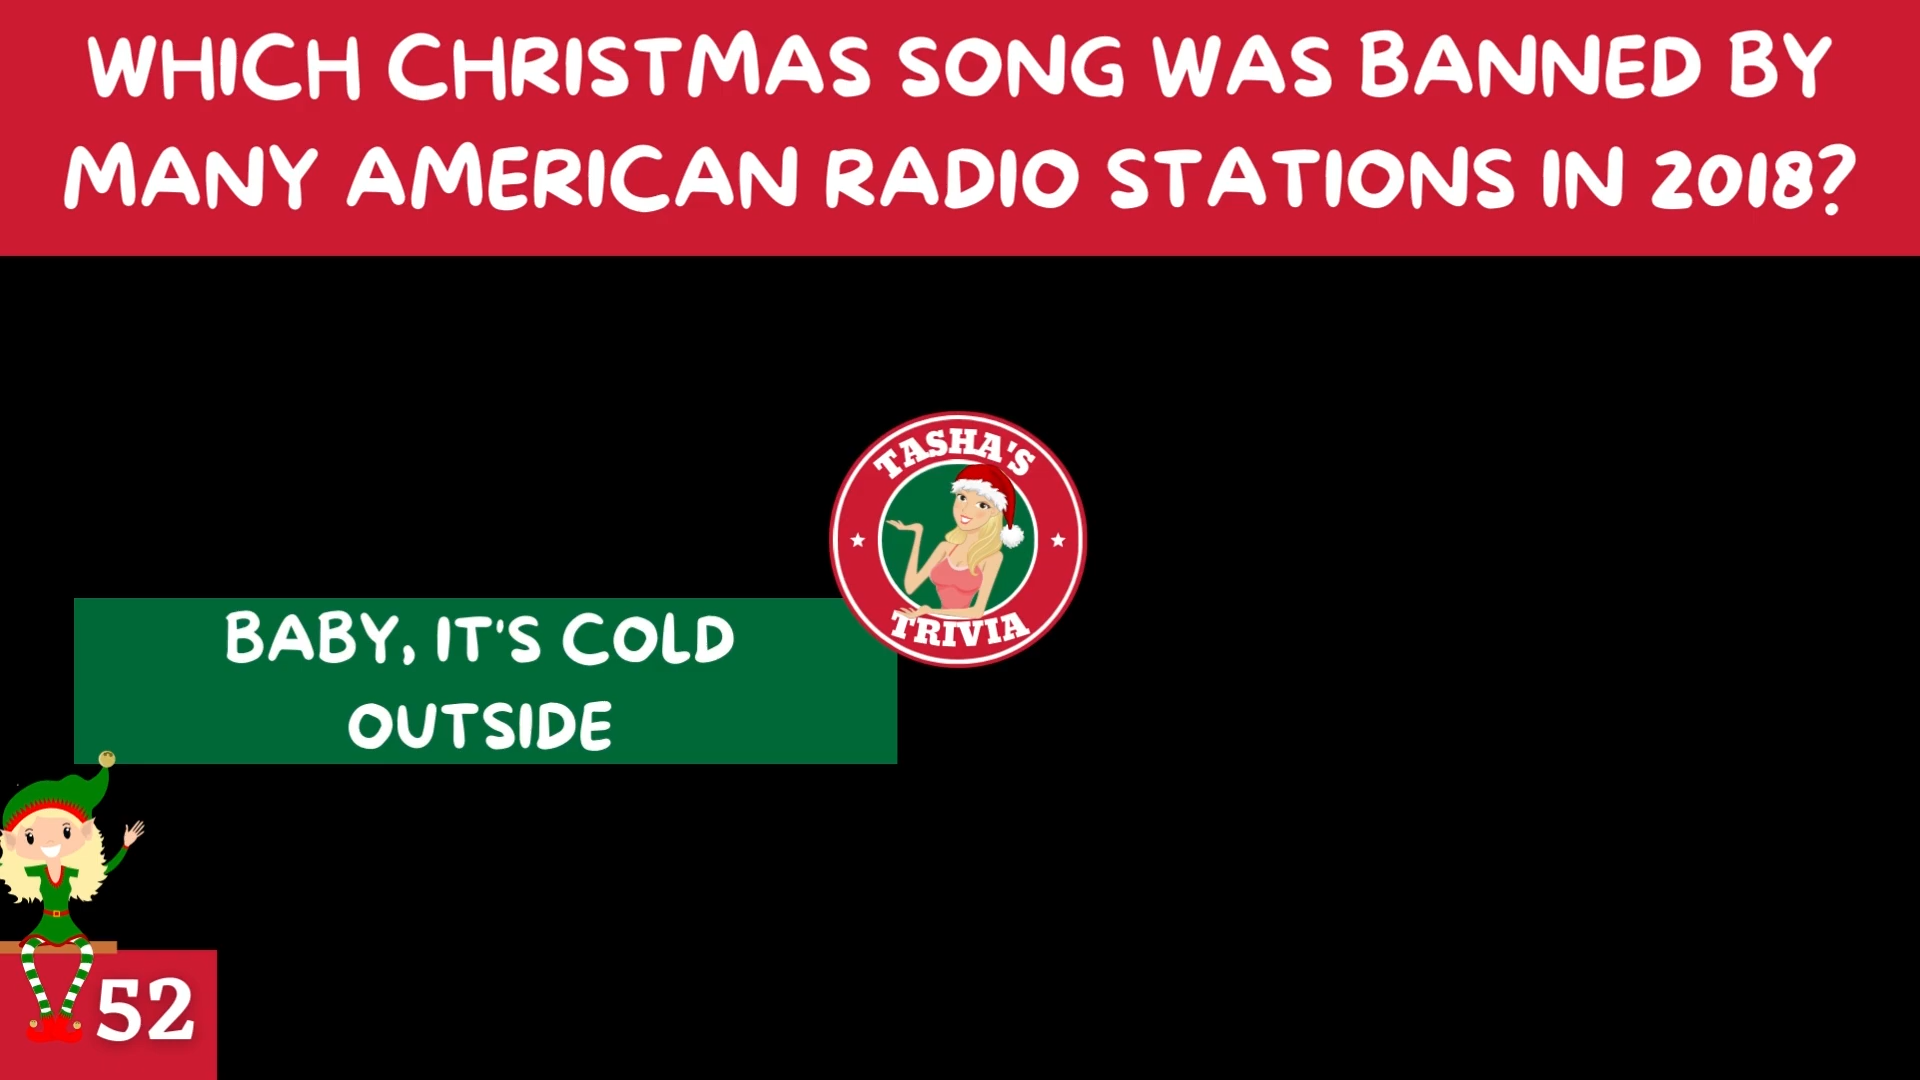 WHICH CHRISTMAS SONG WAS BANNED BY
MANY AMERICAN RADIO STATIONS IN 2018?
TASHA'S
TRIVIA
BABY, IT'S COLD
OUTSIDE
52